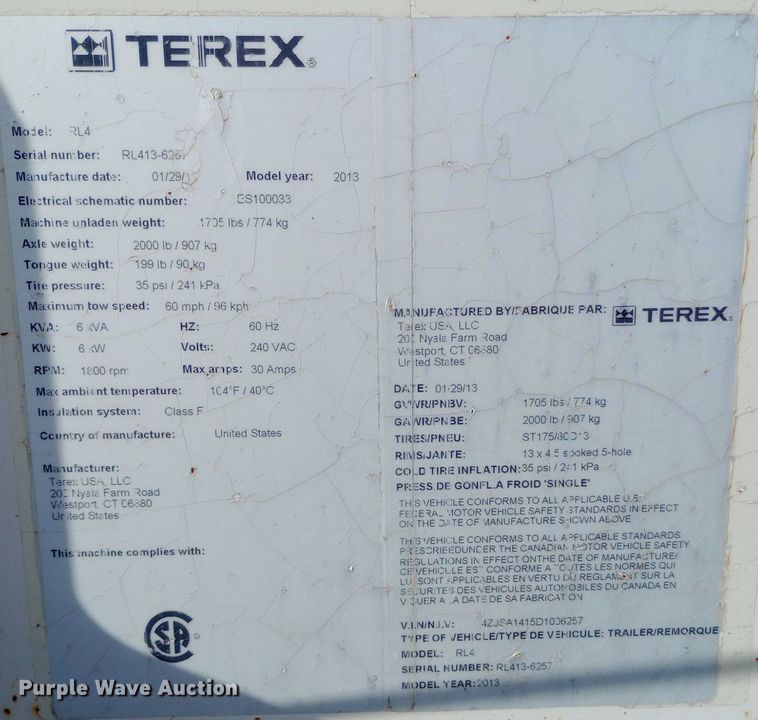 TEREX®
Model: RL4
Serial number: RL413-6257
Manufacture date: 01/29/13 Model year: 2013
Electrical schematic number: ES100033
Machine unladen weight: 1705 lbs / 774 kg
Axle weight: 2000 lb / 907 kg
Tongue weight: 199 lb / 90 kg
Tire pressure: 35 psi / 241 kPa
Maximum tow speed: 60 mph / 96 kph
KVA: 6 kVA HZ: 60 Hz
KW: 6 kW Volts: 240 VAC
RPM: 1800 rpm Max amps: 30 Amps
Max ambient temperature: 104°F / 40°C
Insulation system: Class F
Country of manufacture: United States
Manufacturer:
Terex USA, LLC
202 Nyala Farm Road
Westport, CT 06880
United States
This machine complies with:
SA
MANUFACTURED BY/FABRIQUE PAR: TEREX®
Terex USA, LLC
202 Nyala Farm Road
Westport, CT 06880
United States
DATE: 01/29/13
GVWR/PNBV: 1705 lbs / 774 kg
GAWR/PNBE: 2000 lb / 907 kg
TIRES/PNEU: ST175/80D13
RIMS/JANTE: 13 x 4.5 spoked 5-hole
COLD TIRE INFLATION: 35 psi / 241 kPa
PRESS.DE GONFL.A FROID 'SINGLE'
THIS VEHICLE CONFORMS TO ALL APPLICABLE U.S.
FEDERAL MOTOR VEHICLE SAFETY STANDARDS IN EFFECT
ON THE DATE OF MANUFACTURE SHOWN ABOVE
THIS VEHICLE CONFORMS TO ALL APPLICABLE STANDARDS
PRESCRIBEDUNDER THE CANADIAN MOTOR VEHICLE SAFETY
REGULATIONS IN EFFECT ONTHE DATE OF MANUFACTURE/
CE VEHICULE EST CONFORME A TOUTES LES NORMES QUI
LUI SONT APPLICABLES EN VERTU DU REGLAMENT SUR LA
SECURITES DES VEHICULES AUTOMOBILES DU CANADA EN
VIGUER A LA DATE DE SA FABRICATION
V.I.N/N.I.V: 4ZJSA1415D1006257
TYPE OF VEHICLE/TYPE DE VEHICULE: TRAILER/REMORQUE
MODEL: RL4
SERIAL NUMBER: RL413-6257
MODEL YEAR: 2013
Purple Wave Auction